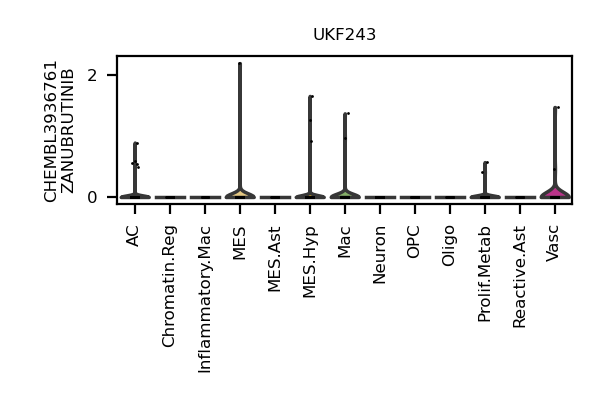 UKF243
CHEMBL3936761
ZANUBRUTINIB
2
0
AC
Chromatin.Reg
Inflammatory.Mac
MES
MES.Ast
MES.Hyp
Mac
Neuron
OPC
Oligo
Prolif.Metab
Reactive.Ast
Vasc